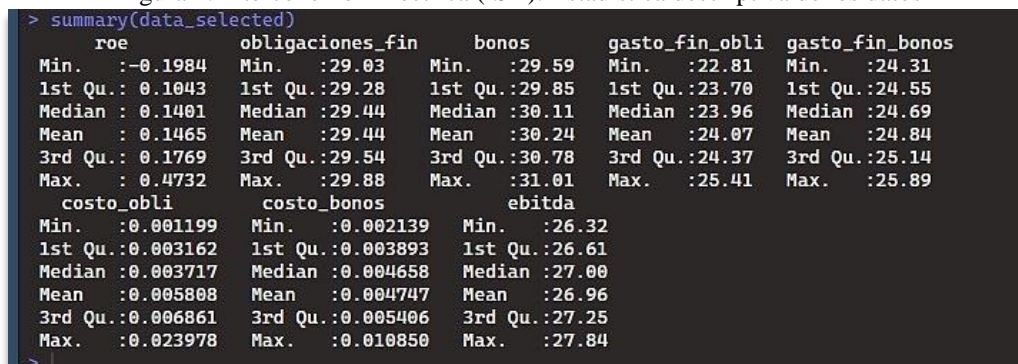 > summary(data_selected)
roe obligaciones_fin bonos gasto_fin_obli gasto_fin_bonos
Min. :-0.1984 Min. :29.03 Min. :29.59 Min. :22.81 Min. :24.31
1st Qu.: 0.1043 1st Qu.:29.28 1st Qu.:29.85 1st Qu.:23.70 1st Qu.:24.55
Median : 0.1401 Median :29.44 Median :30.11 Median :23.96 Median :24.69
Mean : 0.1465 Mean :29.44 Mean :30.24 Mean :24.07 Mean :24.84
3rd Qu.: 0.1769 3rd Qu.:29.54 3rd Qu.:30.78 3rd Qu.:24.37 3rd Qu.:25.14
Max. : 0.4732 Max. :29.88 Max. :31.01 Max. :25.41 Max. :25.89
costo_obli costo_bonos ebitda
Min. :0.001199 Min. :0.002139 Min. :26.32
1st Qu.:0.003162 1st Qu.:0.003893 1st Qu.:26.61
Median :0.003717 Median :0.004658 Median :27.00
Mean :0.005808 Mean :0.004747 Mean :26.96
3rd Qu.:0.006861 3rd Qu.:0.005406 3rd Qu.:27.25
Max. :0.023978 Max. :0.010850 Max. :27.84
>